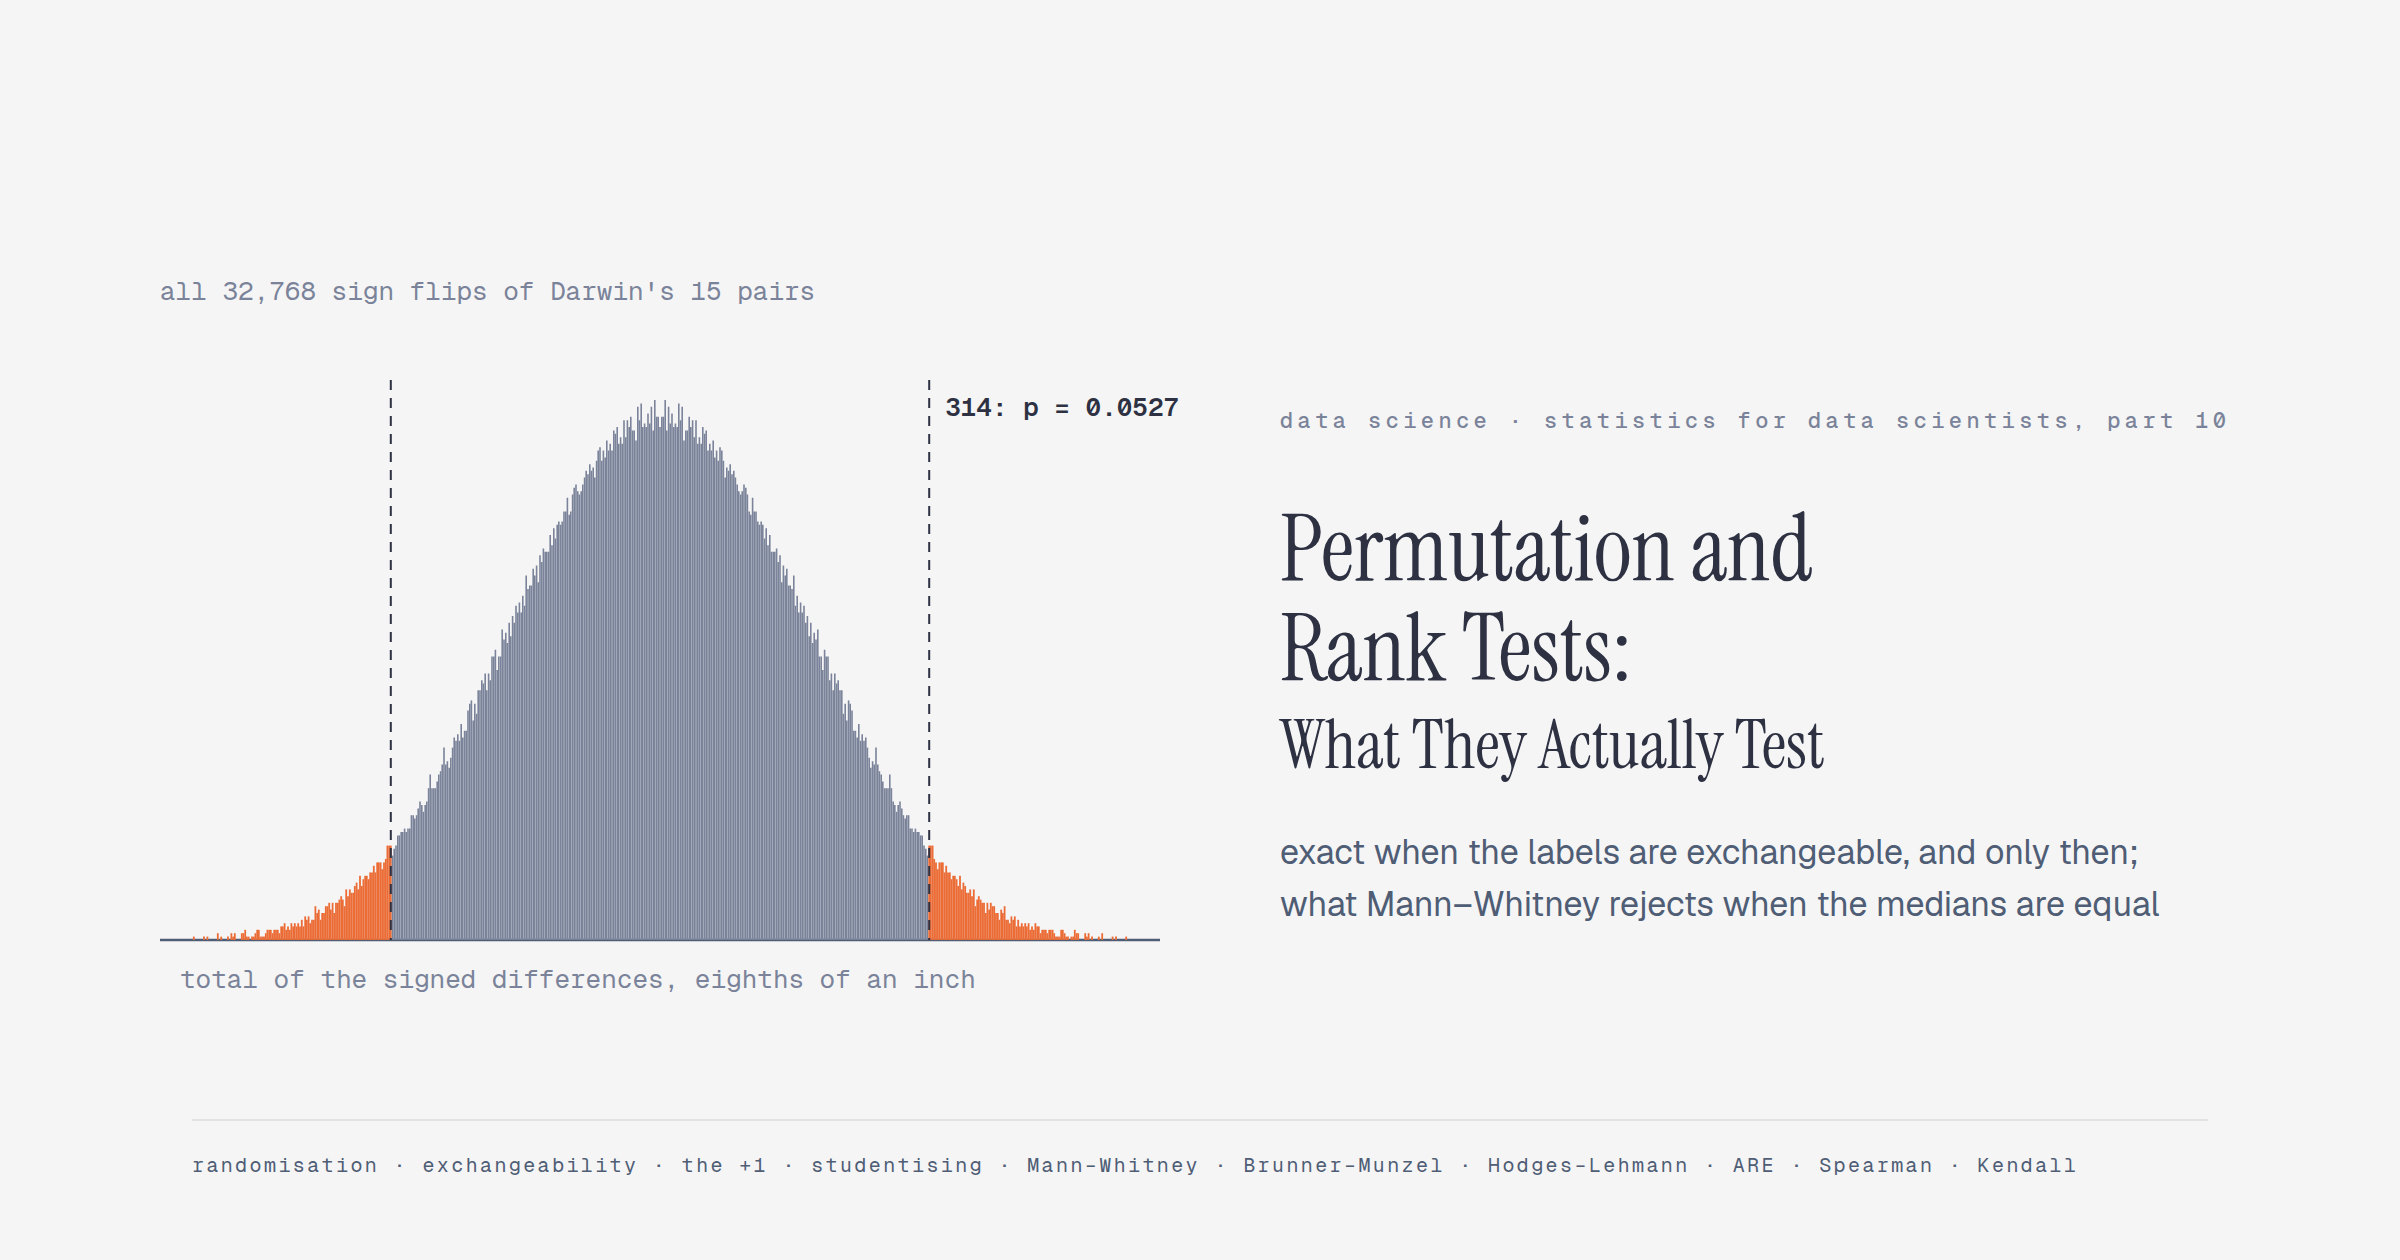 all 32,768 sign flips of Darwin's 15 pairs
314: p = 0.0527
total of the signed differences, eighths of an inch
data science · statistics for data scientists, part 10
Permutation and
Rank Tests:
What They Actually Test
exact when the labels are exchangeable, and only then;
what Mann–Whitney rejects when the medians are equal
randomisation · exchangeability · the +1 · studentising · Mann–Whitney · Brunner–Munzel · Hodges–Lehmann · ARE · Spearman · Kendall